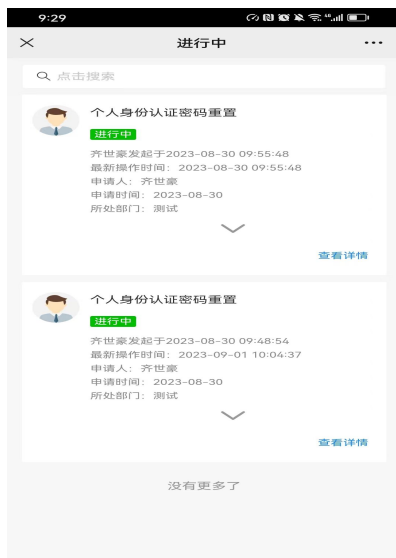 9:29
进行中
点击搜索
个人身份认证密码重置
进行中
齐世豪发起于2023-08-30 09:55:48
最新操作时间：2023-08-30 09:55:48
申请人：齐世豪
申请时间：2023-08-30
所处部门：测试
查看详情
个人身份认证密码重置
进行中
齐世豪发起于2023-08-30 09:48:54
最新操作时间：2023-09-01 10:04:37
申请人：齐世豪
申请时间：2023-08-30
所处部门：测试
查看详情
没有更多了